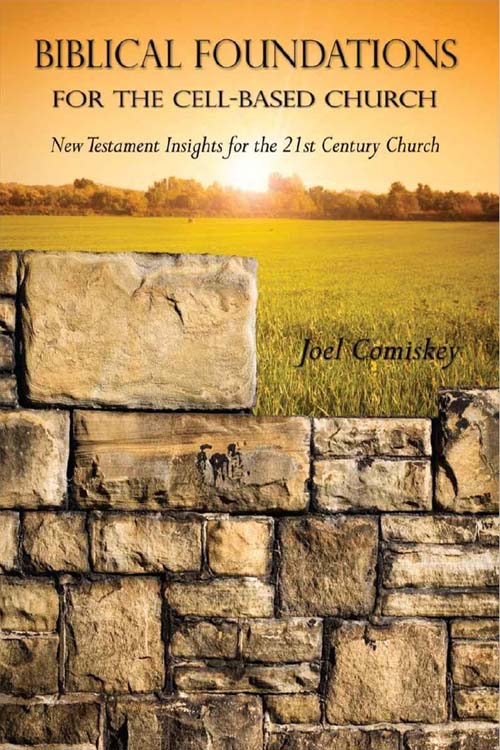 BIBLICAL FOUNDATIONS
FOR THE CELL-BASED CHURCH
New Testament Insights for the 21st Century Church
Joel Comiskey